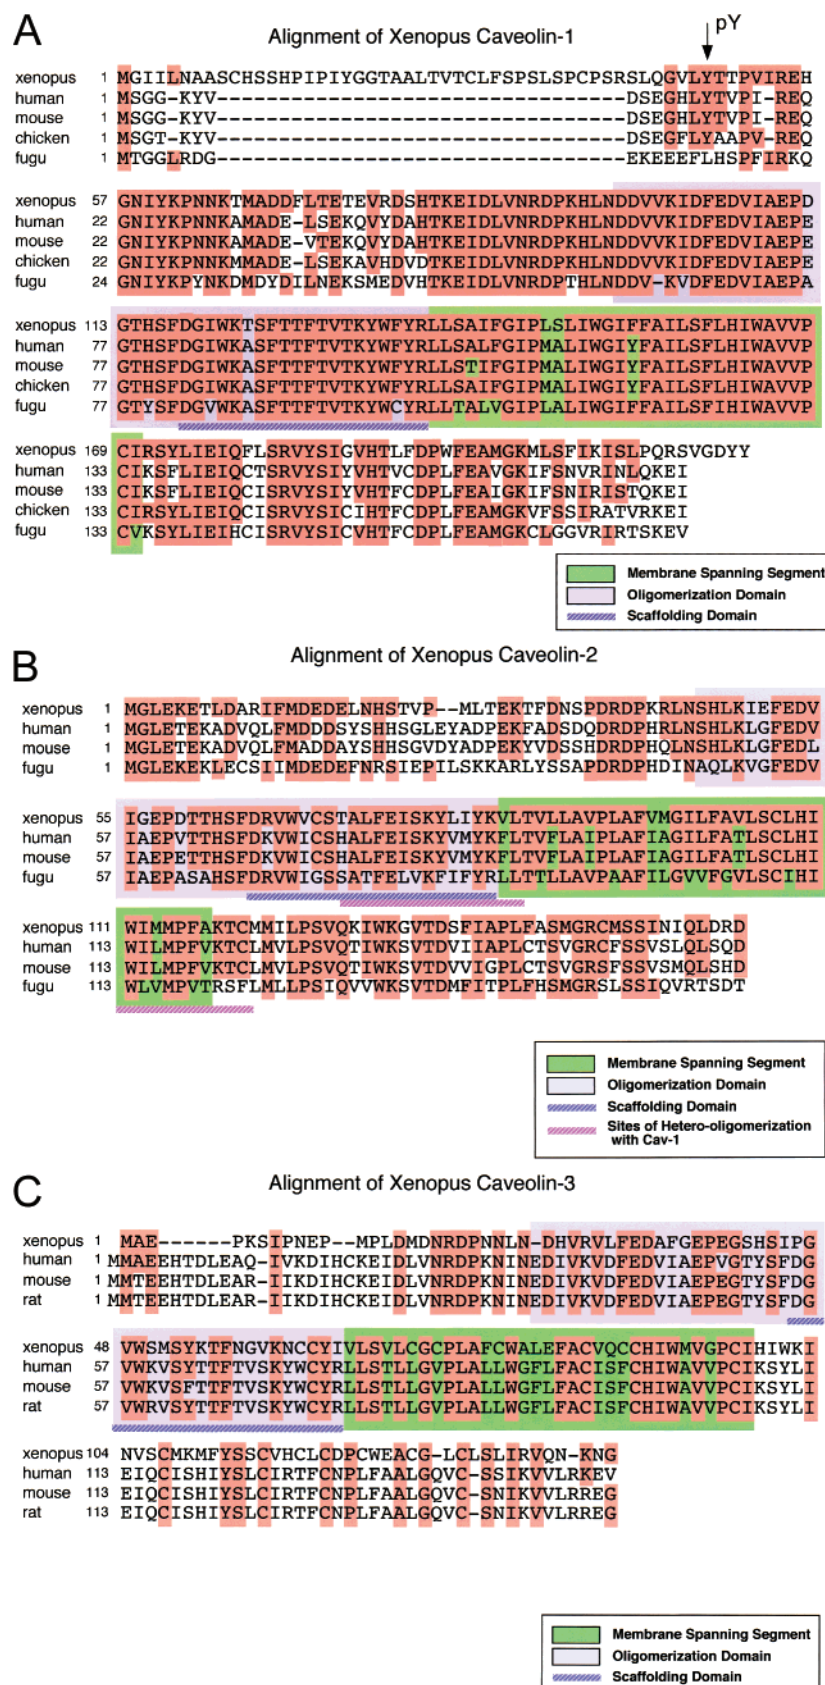 A
Alignment of Xenopus Caveolin-1
pY
xenopus 1 MGIILNAASCHSSHPIPIYGGTAALTVTCLFSPSLSPCPSRSLQGVLYTTPVIREH
human 1 MSGG-KYV----------------------------------DSEGHLYTVPI-REQ
mouse 1 MSGG-KYV----------------------------------DSEGHLYTVPI-REQ
chicken 1 MSGT-KYV----------------------------------DSEGFLYAAPV-REQ
fugu 1 MTGGLRDG----------------------------------EKEEEFLHSPFIRKQ
xenopus 57 GNIYKPNNKTMADDFLTETEVRDSHTKEIDLVNRDPKHLNDDVVKIDFEDVIAEPD
human 22 GNIYKPNNKAMADE-LSEKQVYDAHTKEIDLVNRDPKHLNDDVVKIDFEDVIAEPE
mouse 22 GNIYKPNNKAMADE-VTEKQVYDAHTKEIDLVNRDPKHLNDDVVKIDFEDVIAEPE
chicken 22 GNIYKPNNKMMADE-LSEKAVHDVDTKEIDLVNRDPKHLNDDVVKIDFEDVIAEPE
fugu 24 GNIYKPYNKDMDYDILNEKSMEDVHTKEIDLVNRDPTHLNDDV-KVDFEDVIAEPA
xenopus 113 GTHSFDGIWKTSFTTFTVTKYWFYRLLSAIFGIPLSLIWGIFFAILSFLHIWAVVP
human 77 GTHSFDGIWKASFTTFTVTKYWFYRLLSALFGIPMALIWGIYFAILSFLHIWAVVP
mouse 77 GTHSFDGIWKASFTTFTVTKYWFYRLLSTIFGIPMALIWGIYFAILSFLHIWAVVP
chicken 77 GTHSFDGIWKASFTTFTVTKYWFYRLLSAIFGIPMALIWGIYFAILSFLHIWAVVP
fugu 77 GTYSFDGVWKASFTTFTVTKYWCYRLLTALVGIPLALIWGIFFAILSFIHIWAVVP
xenopus 169 CIRSYLIEIQFLSRVYSIGVHTLFDPWFEAMGKMLSFIKISLPQRSVGDYY
human 133 CIKSFLIEIQCTSRVYSIYVHTVCDPLFEAVGKIFSNVRINLQKEI
mouse 133 CIKSFLIEIQCISRVYSIYVHTFCDPLFEAIGKIFSNIRISTQKEI
chicken 133 CIRSYLIEIQCISRVYSICIHTFCDPLFEAMGKVFSSIRATVRKEI
fugu 133 CVKSYLIEIHCISRVYSICVHTFCDPLFEAMGKCLGGVRIRTSKEV
Membrane Spanning Segment
Oligomerization Domain
Scaffolding Domain
B
Alignment of Xenopus Caveolin-2
xenopus 1 MGLEKETLDARIFMDEDELNHSTVP--MLTEKTFDNSPDRDPKRLNSHLKIEFEDV
human 1 MGLETEKADVQLFMDDDSYSHHSGLEYADPEKFADSDQDRDPHRLNSHLKLGFEDV
mouse 1 MGLETEKADVQLFMADDAYSHHSGVDYADPEKYVDSSHDRDPHQLNSHLKLGFEDL
fugu 1 MGLEKEKLECSIIMDEDEFNRSIEPILSKKARLYSSAPDRDPHDINAQLKVGFEDV
xenopus 55 IGEPDTTHSFDRVWVCSTALFEISKYLIYKVLTVLLAVPLAFVMGILFAVLSCLHI
human 57 IAEPVTTHSFDKVWICSHALFEISKYVMYKFLTVFLAIPLAFIAGILFATLSCLHI
mouse 57 IAEPETTHSFDKVWICSHALFEISKYVMYKFLTVFLAIPLAFIAGILFATLSCLHI
fugu 57 IAEPASAHSFDRVWIGSSATFELVKFIFYRLLTTLLAVPAAFILGVVFGVLSCIHI
xenopus 111 WIMMPFAKTCMMILPSVQKIWKGVTDSFIAPLFASMGRCMSSINIQLDRD
human 113 WILMPFVKTCLMVLPSVQTIWKSVTDVIIAPLCTSVGRCFSSVSLQLSQD
mouse 113 WILMPFVKTCLMVLPSVQTIWKSVTDVVIGPLCTSVGRSFSSVSMQLSHD
fugu 113 WLVMPVTRSFLMLLPSIQVVWKSVTDMFITPLFHSMGRSLSSIQVRTSDT
Membrane Spanning Segment
Oligomerization Domain
Scaffolding Domain
Sites of Hetero-oligomerization
with Cav-1
C
Alignment of Xenopus Caveolin-3
xenopus 1 MAE------PKSIPNEP--MPLDMDNRDPNNLN-DHVRVLFEDAFGEPEGSHSIPG
human 1 MMAEEHTDLEAQ-IVKDIHCKEIDLVNRDPKNINEDIVKVDFEDVIAEPVGTYSFDG
mouse 1 MMTEEHTDLEAR-IIKDIHCKEIDLVNRDPKNINEDIVKVDFEDVIAEPEGTYSFDG
rat 1 MMTEEHTDLEAR-IIKDIHCKEIDLVNRDPKNINEDIVKVDFEDVIAEPEGTYSFDG
xenopus 48 VWSMSYKTFNGVKNCCYIVLSVLCGCPLAFCWALEFACVQCCHIWMVGPCIHIWKI
human 57 VWKVSYTTFTVSKYWCYRLLSTLLGVPLALLWGFLFACISFCHIWAVVPCIKSYLI
mouse 57 VWKVSFTTFTVSKYWCYRLLSTLLGVPLALLWGFLFACISFCHIWAVVPCIKSYLI
rat 57 VWRVSYTTFTVSKYWCYRLLSTLLGVPLALLWGFLFACISFCHIWAVVPCIKSYLI
xenopus 104 NVSCMKMFYSSCVHCLCDPCWEACG-LCLSLIRVQN-KNG
human 113 EIQCISHIYSLCIRTFCNPLFAALGQVC-SSIKVVLRKEV
mouse 113 EIQCISHIYSLCIRTFCNPLFAALGQVC-SNIKVVLRREG
rat 113 EIQCISHIYSLCIRTFCNPLFAALGQVC-SNIKVVLRREG
Membrane Spanning Segment
Oligomerization Domain
Scaffolding Domain